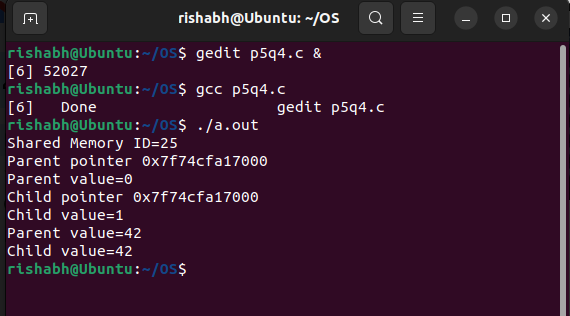 rishabh@Ubuntu: ~/OS
rishabh@Ubuntu:~/OS$ gedit p5q4.c &
[6] 52027
rishabh@Ubuntu:~/OS$ gcc p5q4.c
[6]   Done                    gedit p5q4.c
rishabh@Ubuntu:~/OS$ ./a.out
Shared Memory ID=25
Parent pointer 0x7f74cfa17000
Parent value=0
Child pointer 0x7f74cfa17000
Child value=1
Parent value=42
Child value=42
rishabh@Ubuntu:~/OS$